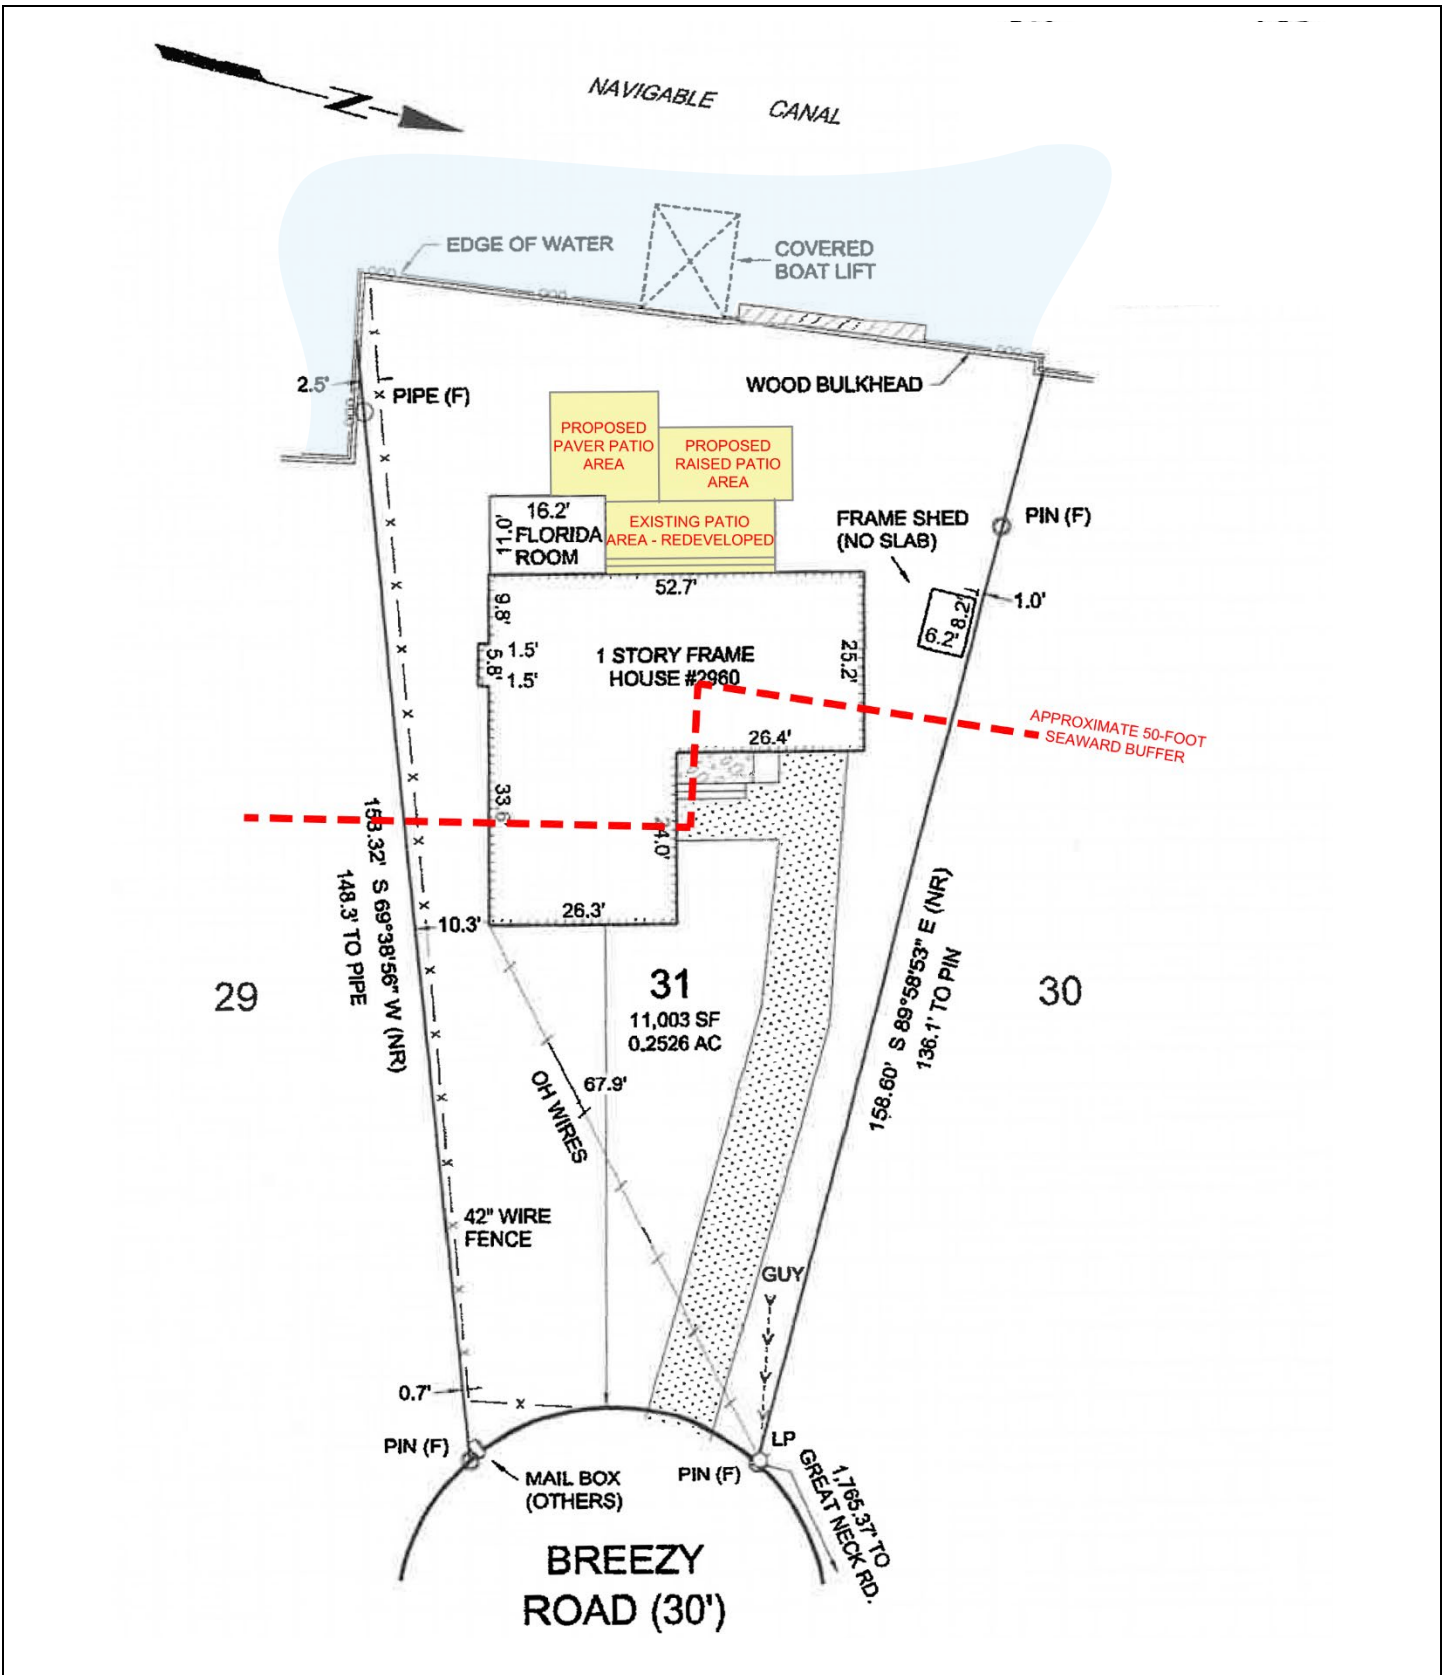 N
NAVIGABLE CANAL
EDGE OF WATER
COVERED
BOAT LIFT
WOOD BULKHEAD
2.5'
PIPE (F)
PROPOSED
PAVER PATIO
AREA
PROPOSED
RAISED PATIO
AREA
EXISTING PATIO
AREA - REDEVELOPED
16.2'
11.0'
FLORIDA
ROOM
FRAME SHED
(NO SLAB)
PIN (F)
1.0'
6.2'
8.2'
52.7'
9.8'
5.8'
1.5'
1.5'
1 STORY FRAME
HOUSE #2960
25.2'
26.4'
APPROXIMATE 50-FOOT
SEAWARD BUFFER
33.6'
24.0'
158.32' S 69°38'56" W (NR)
148.3' TO PIPE
10.3'
26.3'
29
31
11,003 SF
0.2526 AC
30
158.60' S 89°58'53" E (NR)
136.1' TO PIN
67.9'
OH WIRES
42" WIRE
FENCE
GUY
0.7'
PIN (F)
MAIL BOX
(OTHERS)
PIN (F)
LP
1,765.37' TO
GREAT NECK RD.
BREEZY
ROAD (30')